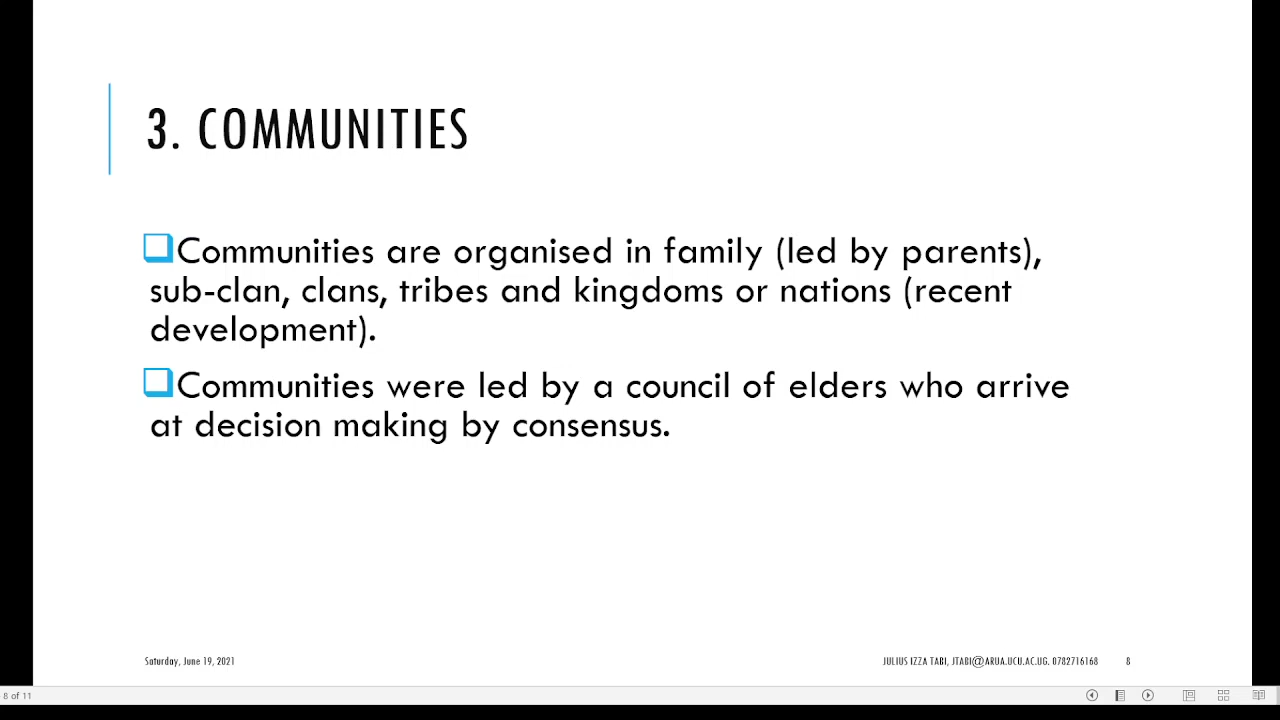 3. COMMUNITIES
Communities are organised in family (led by parents),
sub-clan, clans, tribes and kingdoms or nations (recent
development).
Communities were led by a council of elders who arrive
at decision making by consensus.
Saturday, June 19, 2021
JULIUS IZZA TABI, JTABI@ARUA.UCU.AC.UG. 0782716168
8
8 of 11